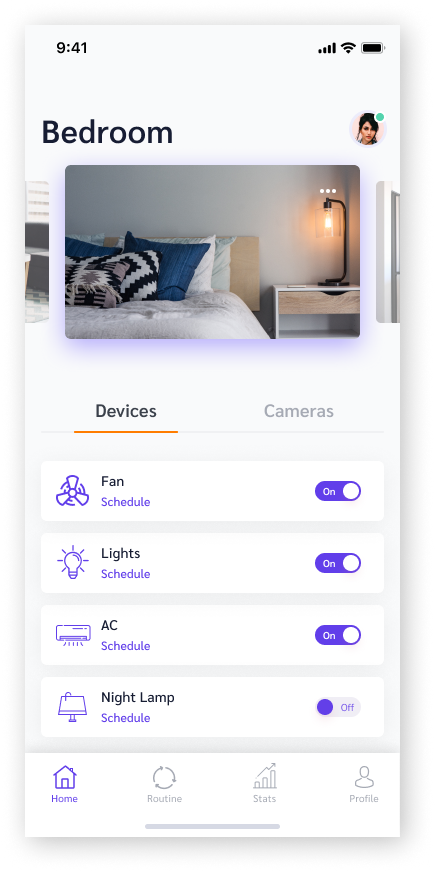 9:41
Bedroom
Devices Cameras
Fan
Schedule
On
Lights
Schedule
On
AC
Schedule
On
Night Lamp
Schedule
Off
Home Routine Stats Profile